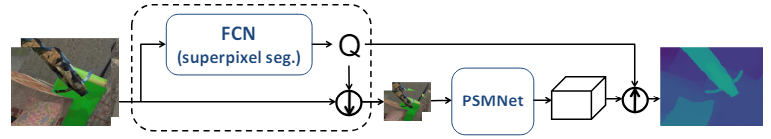 FCN
(superpixel seg.)
Q
PSMNet